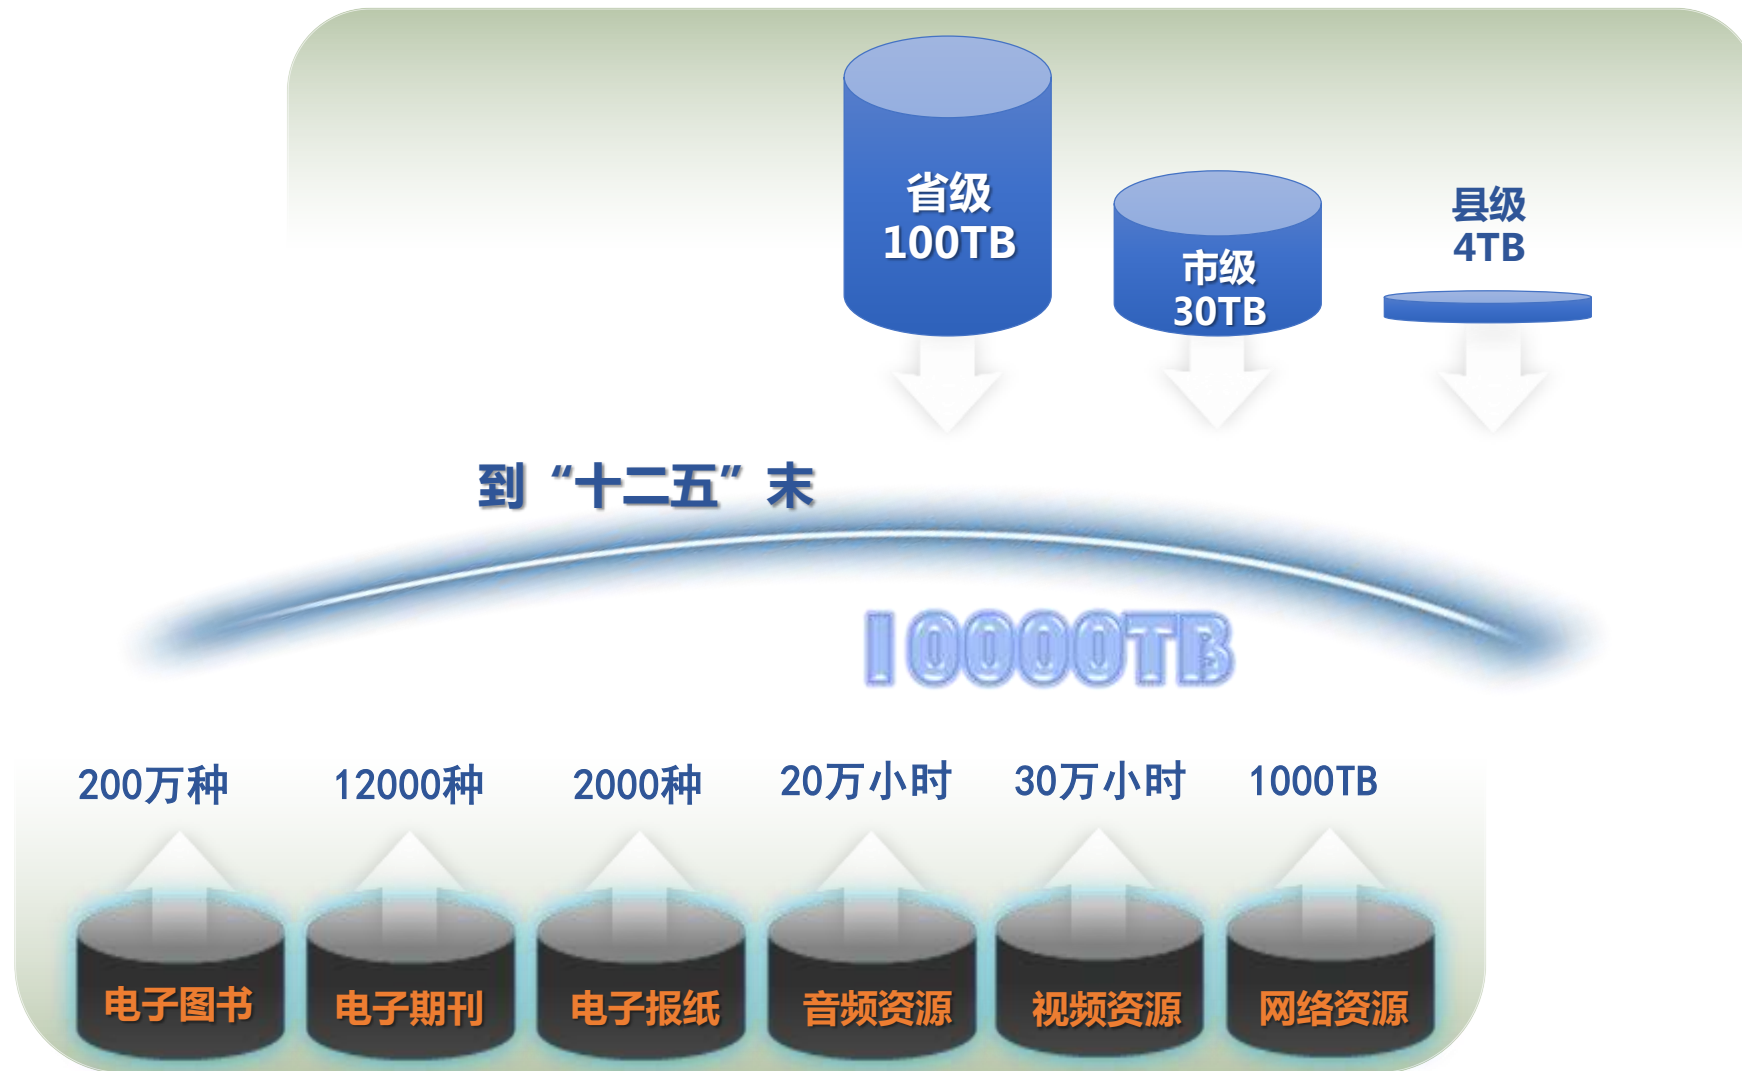 省级
100TB
市级
30TB
县级
4TB
到“十二五”末
10000TB
200万种
12000种
2000种
20万小时
30万小时
1000TB
电子图书
电子期刊
电子报纸
音频资源
视频资源
网络资源